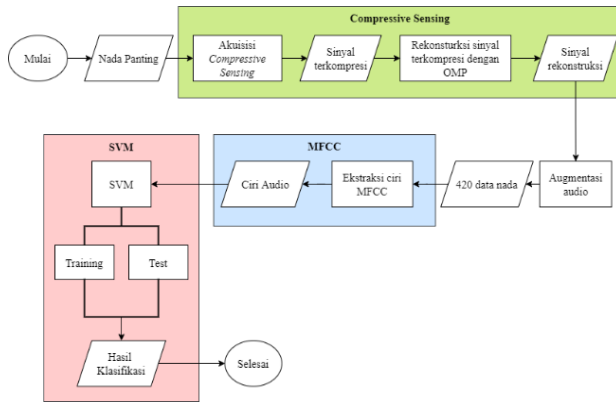 Compressive Sensing
Mulai
Nada Panting
Akuisisi
Compressive
Sensing
Sinyal
terkompresi
Rekonsturksi sinyal
terkompresi dengan
OMP
Sinyal
rekonstruksi
Augmentasi
audio
420 data nada
MFCC
Ekstraksi ciri
MFCC
Ciri Audio
SVM
SVM
Training
Test
Hasil
Klasifikasi
Selesai